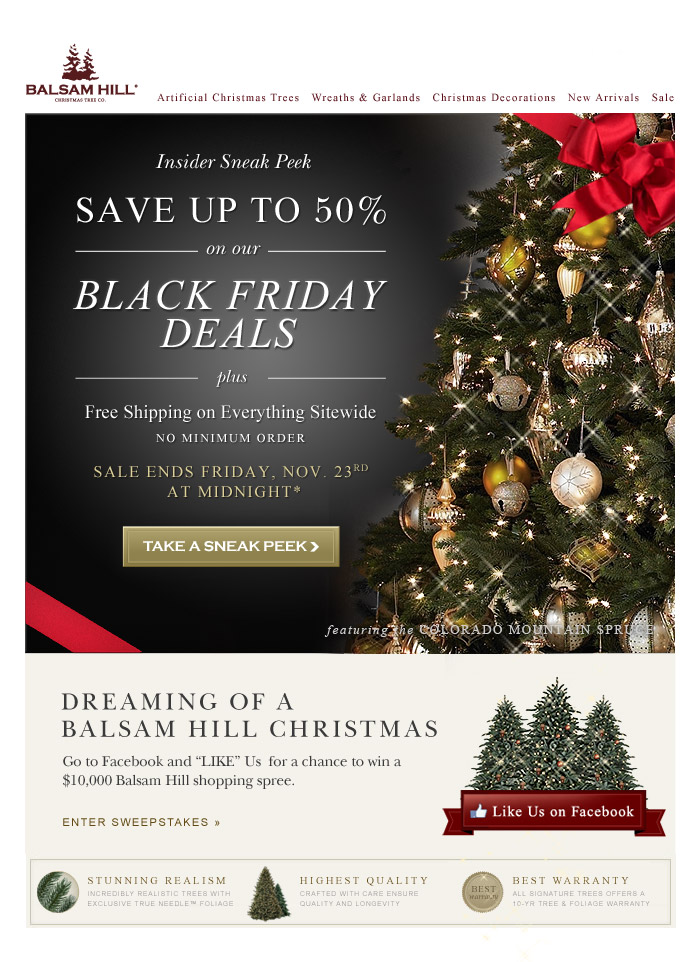 BALSAM HILL®
CHRISTMAS TREE CO.
Artificial Christmas Trees Wreaths & Garlands Christmas Decorations New Arrivals Sale
Insider Sneak Peek
SAVE UP TO 50%
on our
BLACK FRIDAY
DEALS
plus
Free Shipping on Everything Sitewide
NO MINIMUM ORDER
SALE ENDS FRIDAY, NOV. 23RD
AT MIDNIGHT*
TAKE A SNEAK PEEK ›
featuring the COLORADO MOUNTAIN SPRUCE
DREAMING OF A
BALSAM HILL CHRISTMAS
Go to Facebook and “LIKE” Us for a chance to win a
$10,000 Balsam Hill shopping spree.
ENTER SWEEPSTAKES »
Like Us on Facebook
STUNNING REALISM
INCREDIBLY REALISTIC TREES WITH
EXCLUSIVE TRUE NEEDLE™ FOLIAGE
HIGHEST QUALITY
CRAFTED WITH CARE ENSURE
QUALITY AND LONGEVITY
BEST
warranty
BEST WARRANTY
ALL SIGNATURE TREES OFFERS A
10-YR TREE & FOLIAGE WARRANTY